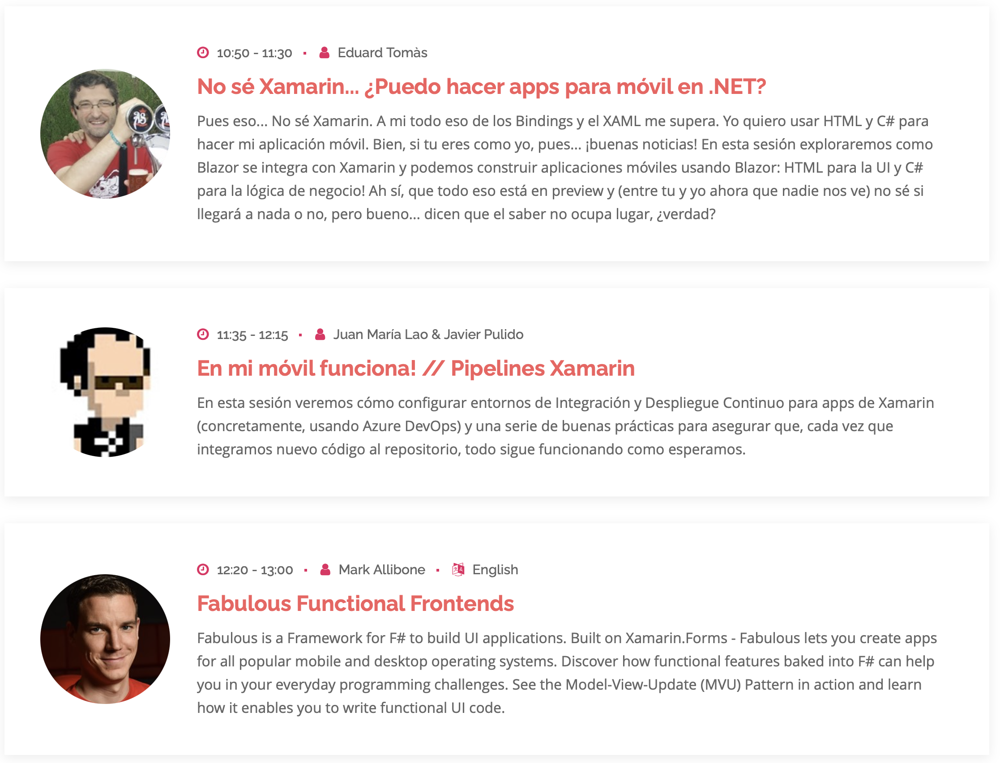 10:50 - 11:30 ▪ Eduard Tomàs
No sé Xamarin... ¿Puedo hacer apps para móvil en .NET?
Pues eso... No sé Xamarin. A mi todo eso de los Bindings y el XAML me supera. Yo quiero usar HTML y C# para
hacer mi aplicación móvil. Bien, si tu eres como yo, pues... ¡buenas noticias! En esta sesión exploraremos como
Blazor se integra con Xamarin y podemos construir aplicaciones móviles usando Blazor: HTML para la UI y C#
para la lógica de negocio! Ah sí, que todo eso está en preview y (entre tu y yo ahora que nadie nos ve) no sé si
llegará a nada o no, pero bueno... dicen que el saber no ocupa lugar, ¿verdad?
11:35 - 12:15 ▪ Juan María Lao & Javier Pulido
En mi móvil funciona! // Pipelines Xamarin
En esta sesión veremos cómo configurar entornos de Integración y Despliegue Continuo para apps de Xamarin
(concretamente, usando Azure DevOps) y una serie de buenas prácticas para asegurar que, cada vez que
integramos nuevo código al repositorio, todo sigue funcionando como esperamos.
12:20 - 13:00 ▪ Mark Allibone ▪ English
Fabulous Functional Frontends
Fabulous is a Framework for F# to build UI applications. Built on Xamarin.Forms - Fabulous lets you create apps
for all popular mobile and desktop operating systems. Discover how functional features baked into F# can help
you in your everyday programming challenges. See the Model-View-Update (MVU) Pattern in action and learn
how it enables you to write functional UI code.